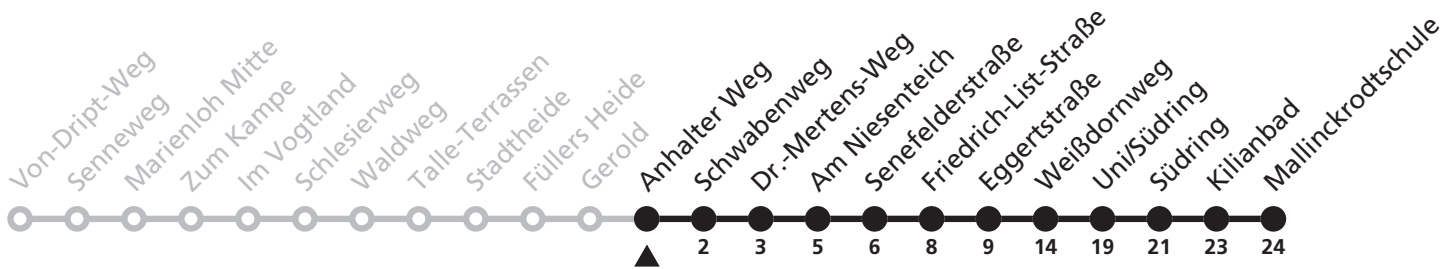 Von-Dript-Weg
Senneweg
Marienloh Mitte
Zum Kampe
Im Vogtland
Schlesierweg
Waldweg
Talle-Terrassen
Stadtheide
Füllers Heide
Gerold
Anhalter Weg
Schwabenweg
Dr.-Mertens-Weg
Am Niesenteich
Senefelderstraße
Friedrich-List-Straße
Eggertstraße
Weißdornweg
Uni/Südring
Südring
Kilianbad
Mallinckrodtschule
2 3 5 6 8 9 14 19 21 23 24